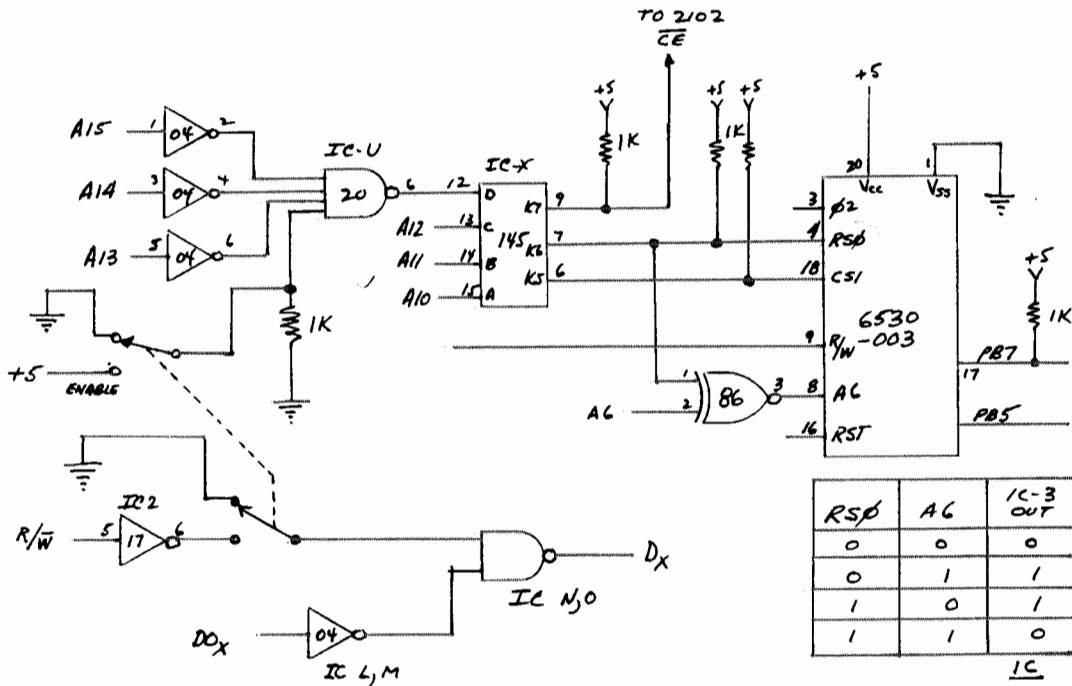 TO 2102
CE
+5
+5
+5
+5
A15 1 04 2
IC-U
IC-X
1K
1K
A14 3 04 4
20 6
12 D
K7 9
20 Vcc
1 Vss
3 Ø2
A12 13 C
145
K6 7
4 RSØ
A13 5 04 6
A11 14 B
K5 6
18 CS1
+5
A10 15 A
1K
1K
6530
-003
9 R/W
PB7
17
+5
ENABLE
1
A6 2
86
3
8 A6
PB5
16 RST
IC2
R/W 5 17 6
DX
IC N,O
DOX
04
IC L,M
RSØ A6 IC-3 OUT
0 0 0
0 1 1
1 0 1
1 1 0
IC